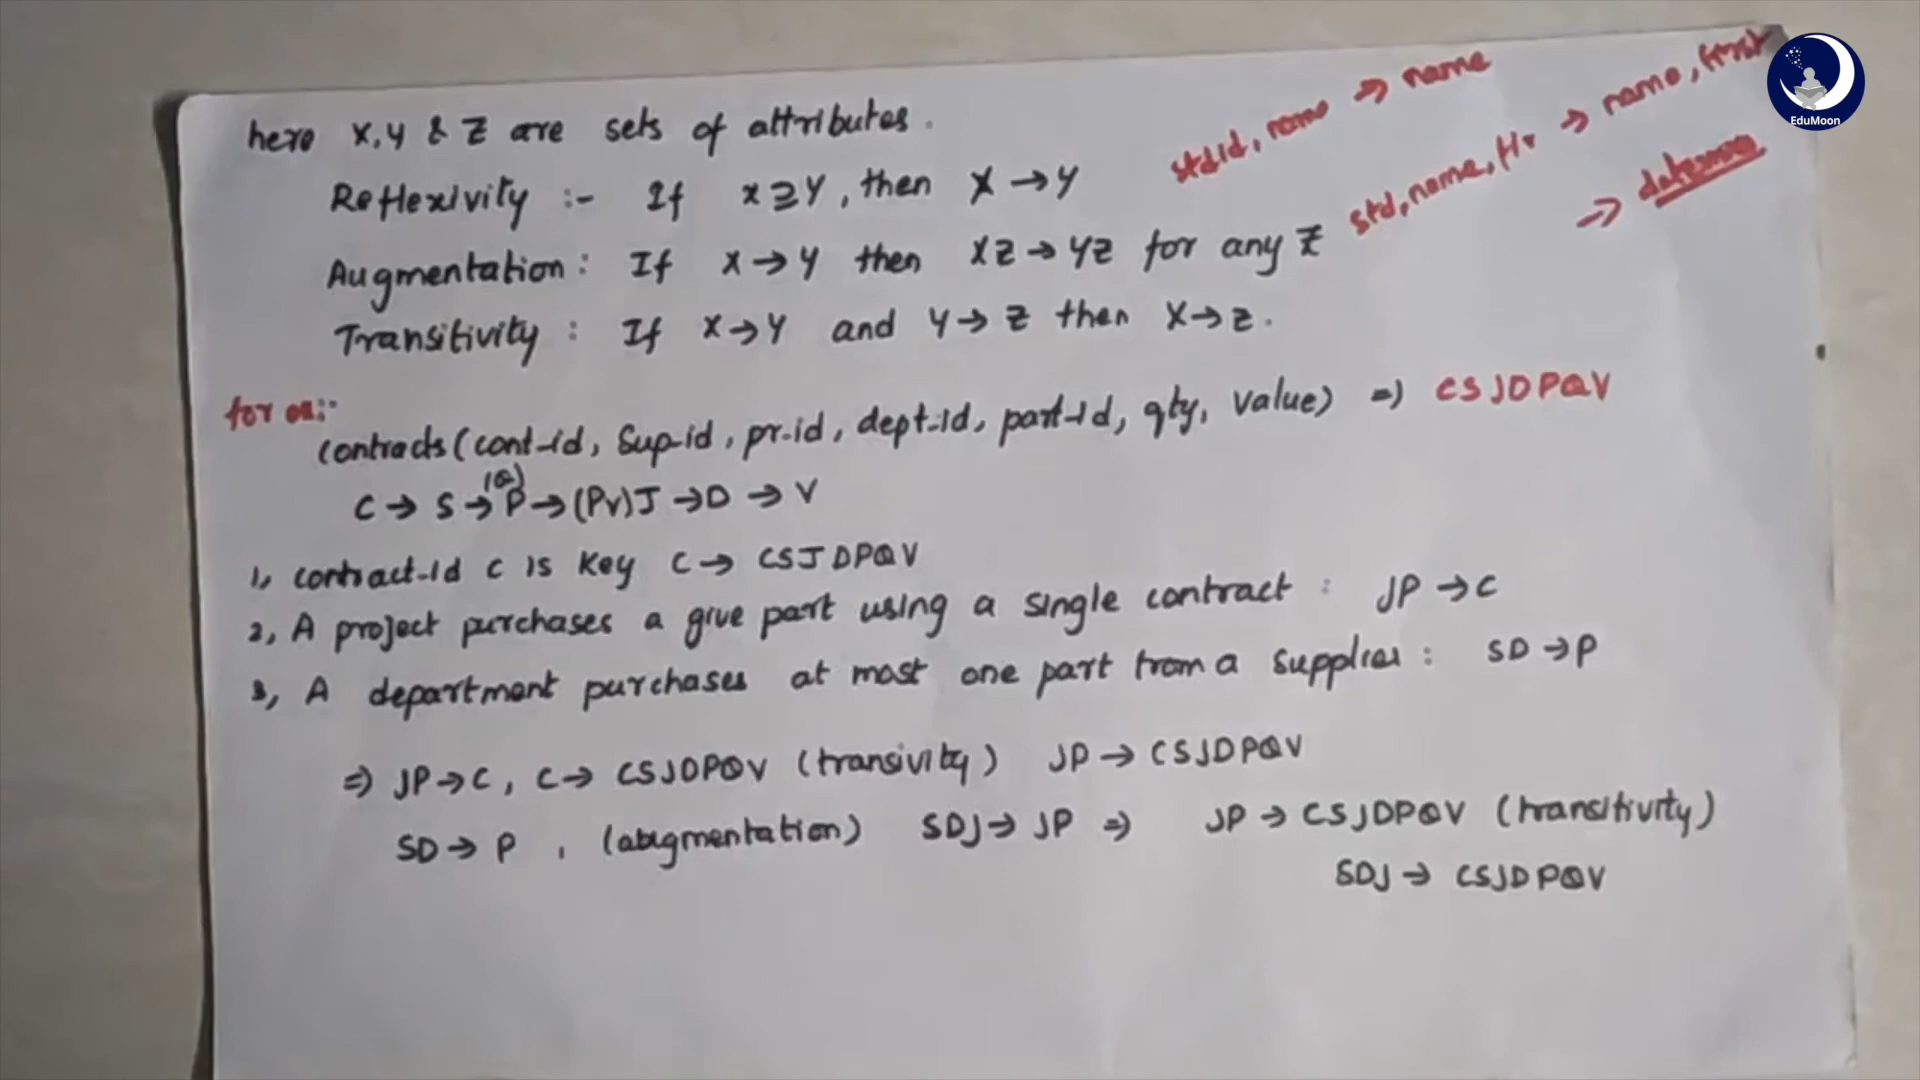 here X, Y & Z are sets of attributes.
Reflexivity :- If X ⊇ Y, then X → Y
Augmentation : If X → Y then XZ → YZ for any Z
Transitivity : If X → Y and Y → Z then X → Z.
stdid, name → name
std, name, Hr → name,
→
EduMoon
for ex:-
contracts (cont-id, Sup-id, pr-id, dept-id, part-id, qty, value) ⇒ CSJDPQV
C → S → P(Q) → (Pr)J → D → V
1, contract-id C is key C → CSJDPQV
2, A project purchases a give part using a single contract : JP → C
3, A department purchases at most one part from a supplier : SD → P
⇒ JP → C, C → CSJDPQV (transivity) JP → CSJDPQV
SD → P , (augmentation) SDJ → JP ⇒ JP → CSJDPQV (transitivity)
SDJ → CSJDPQV